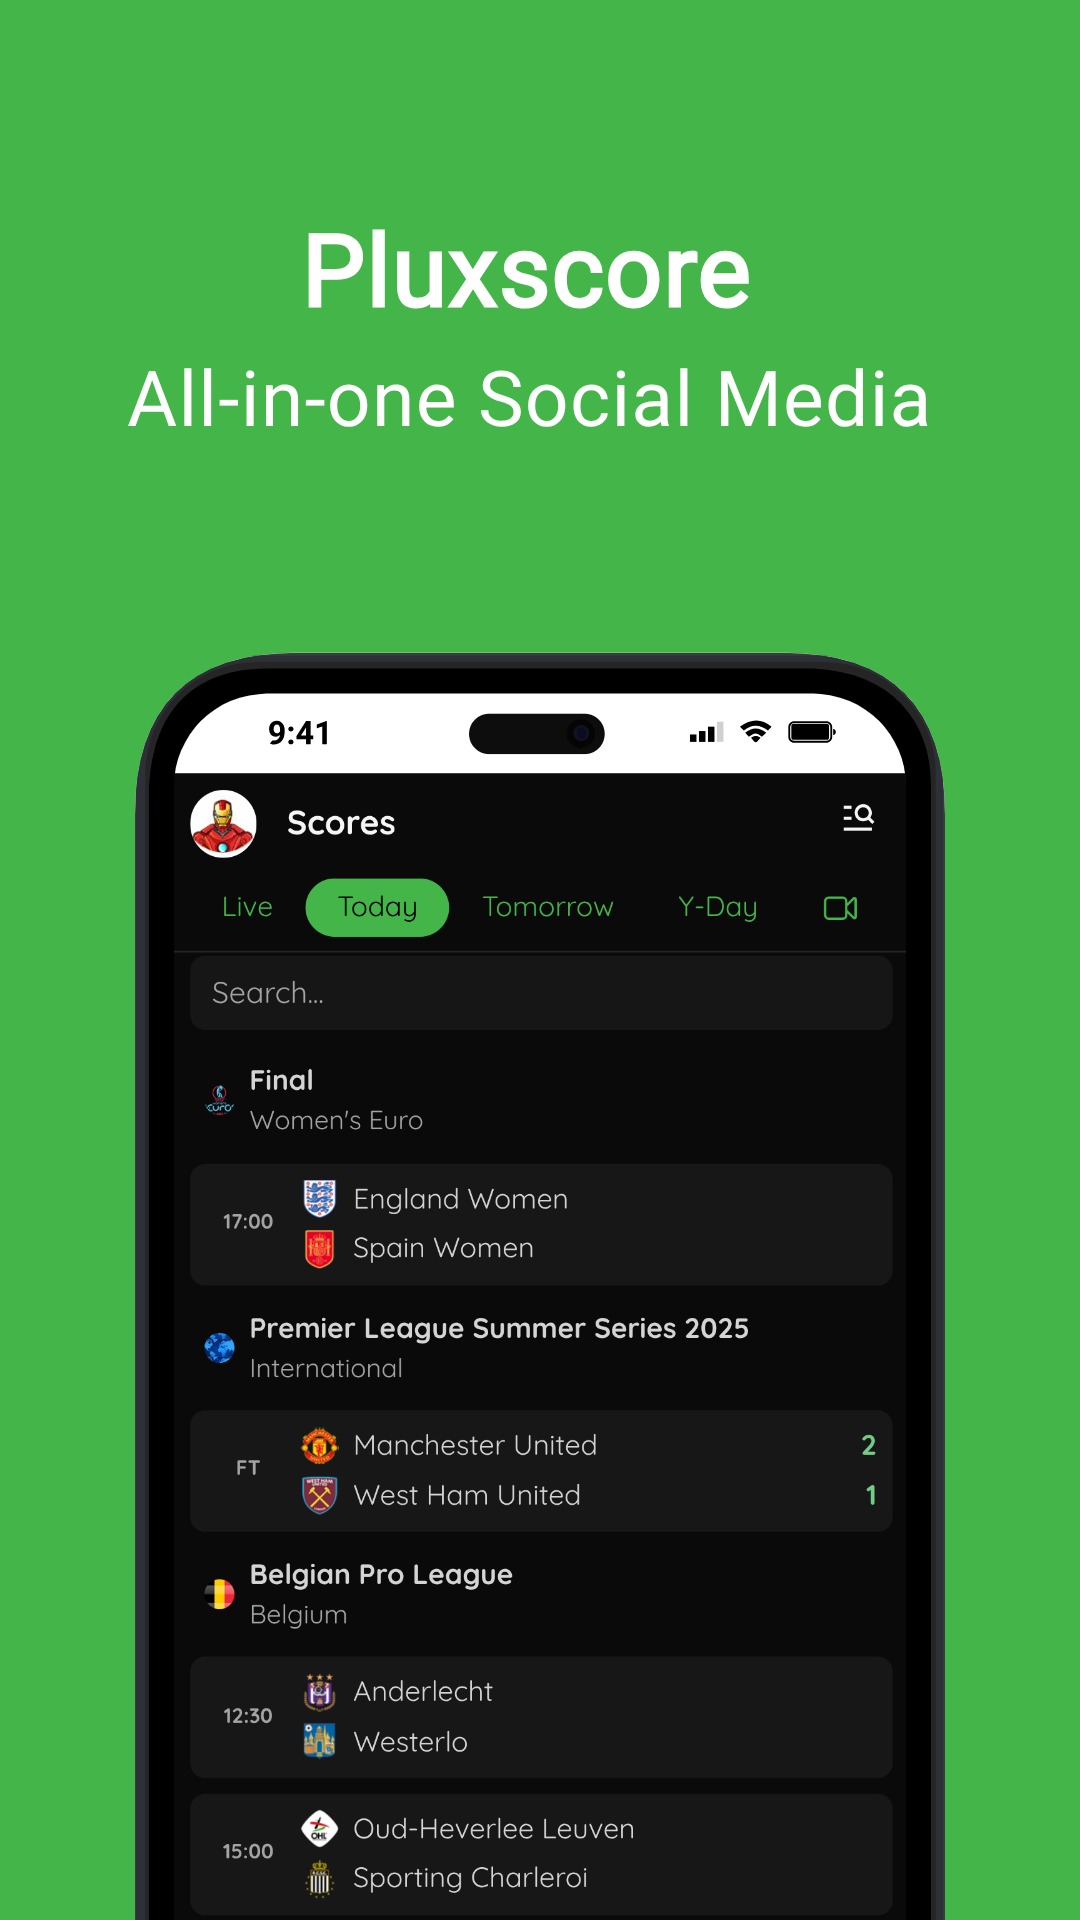 Pluxscore
All-in-one Social Media
9:41
Scores
Live Today Tomorrow Y-Day
Search...
Final
Women's Euro
17:00
England Women
Spain Women
Premier League Summer Series 2025
International
FT
Manchester United 2
West Ham United 1
Belgian Pro League
Belgium
12:30
Anderlecht
Westerlo
15:00
OHL
Oud-Heverlee Leuven
Sporting Charleroi